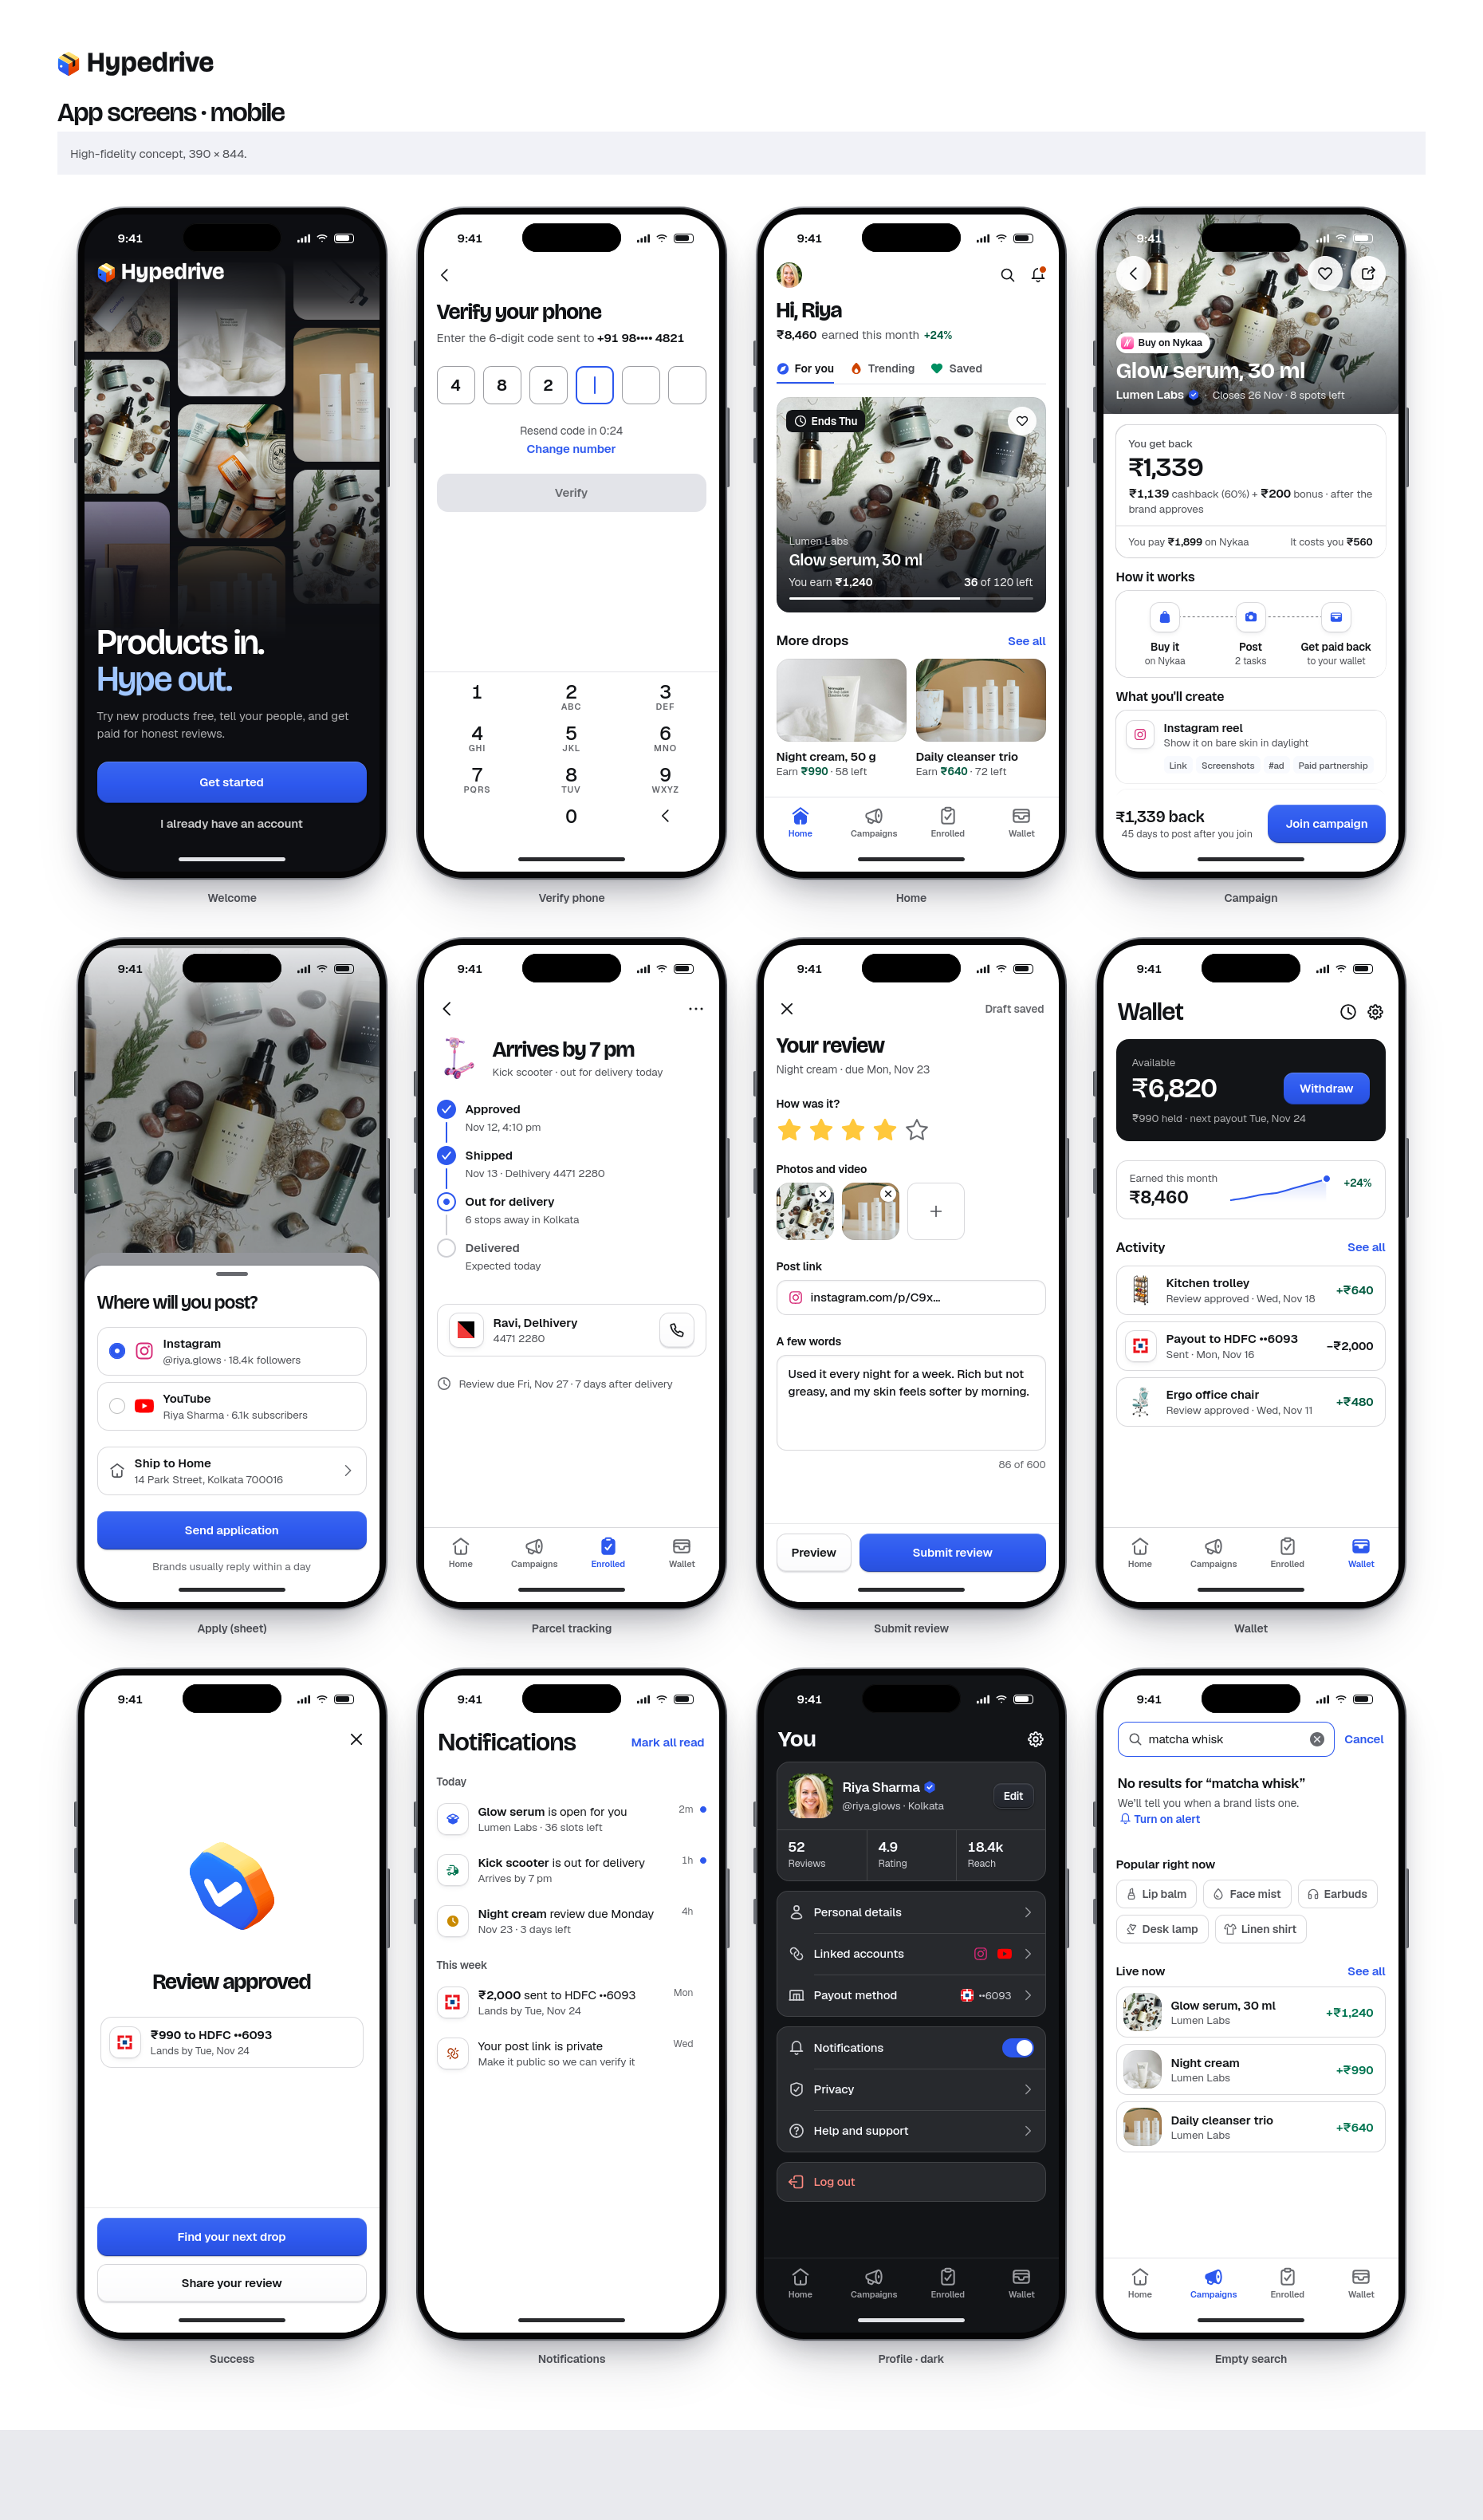 Hypedrive
App screens · mobile
High-fidelity concept, 390 × 844.
9:41
Hypedrive
Products in.
Hype out.
Try new products free, tell your people, and get
paid for honest reviews.
Get started
I already have an account
Welcome
9:41
Verify your phone
Enter the 6-digit code sent to +91 98•••• 4821
4 8 2
Resend code in 0:24
Change number
Verify
1 2 3
ABC DEF
4 5 6
GHI JKL MNO
7 8 9
PQRS TUV WXYZ
0
Verify phone
9:41
Hi, Riya
₹8,460 earned this month +24%
For you Trending Saved
Ends Thu
Lumen Labs
Glow serum, 30 ml
You earn ₹1,240 36 of 120 left
More drops See all
Night cream, 50 g Daily cleanser trio
Earn ₹990 · 58 left Earn ₹640 · 72 left
Home Campaigns Enrolled Wallet
Home
9:41
Buy on Nykaa
Glow serum, 30 ml
Lumen Labs · Closes 26 Nov · 8 spots left
You get back
₹1,339
₹1,139 cashback (60%) + ₹200 bonus · after the
brand approves
You pay ₹1,899 on Nykaa It costs you ₹560
How it works
Buy it Post Get paid back
on Nykaa 2 tasks to your wallet
What you'll create
Instagram reel
Show it on bare skin in daylight
Link Screenshots #ad Paid partnership
₹1,339 back
45 days to post after you join
Join campaign
Campaign
9:41
Where will you post?
Instagram
@riya.glows · 18.4k followers
YouTube
Riya Sharma · 6.1k subscribers
Ship to Home
14 Park Street, Kolkata 700016
Send application
Brands usually reply within a day
Apply (sheet)
9:41
Arrives by 7 pm
Kick scooter · out for delivery today
Approved
Nov 12, 4:10 pm
Shipped
Nov 13 · Delhivery 4471 2280
Out for delivery
6 stops away in Kolkata
Delivered
Expected today
Ravi, Delhivery
4471 2280
Review due Fri, Nov 27 · 7 days after delivery
Home Campaigns Enrolled Wallet
Parcel tracking
9:41
Draft saved
Your review
Night cream · due Mon, Nov 23
How was it?
Photos and video
Post link
instagram.com/p/C9x...
A few words
Used it every night for a week. Rich but not
greasy, and my skin feels softer by morning.
86 of 600
Preview Submit review
Submit review
9:41
Wallet
Available
₹6,820
Withdraw
₹990 held · next payout Tue, Nov 24
Earned this month
₹8,460
+24%
Activity See all
Kitchen trolley
Review approved · Wed, Nov 18
+₹640
Payout to HDFC ••6093
Sent · Mon, Nov 16
−₹2,000
Ergo office chair
Review approved · Wed, Nov 11
+₹480
Home Campaigns Enrolled Wallet
Wallet
9:41
Review approved
₹990 to HDFC ••6093
Lands by Tue, Nov 24
Find your next drop
Share your review
Success
9:41
Notifications Mark all read
Today
Glow serum is open for you 2m
Lumen Labs · 36 slots left
Kick scooter is out for delivery 1h
Arrives by 7 pm
Night cream review due Monday 4h
Nov 23 · 3 days left
This week
₹2,000 sent to HDFC ••6093 Mon
Lands by Tue, Nov 24
Your post link is private Wed
Make it public so we can verify it
Notifications
9:41
You
Riya Sharma
@riya.glows · Kolkata
Edit
52 4.9 18.4k
Reviews Rating Reach
Personal details
Linked accounts
Payout method ••6093
Notifications
Privacy
Help and support
Log out
Home Campaigns Enrolled Wallet
Profile · dark
9:41
matcha whisk Cancel
No results for “matcha whisk”
We'll tell you when a brand lists one.
Turn on alert
Popular right now
Lip balm Face mist Earbuds
Desk lamp Linen shirt
Live now See all
Glow serum, 30 ml
Lumen Labs
+₹1,240
Night cream
Lumen Labs
+₹990
Daily cleanser trio
Lumen Labs
+₹640
Home Campaigns Enrolled Wallet
Empty search